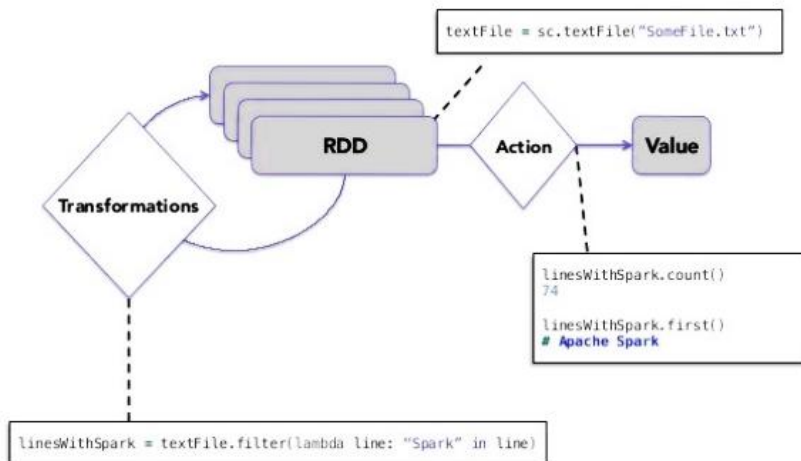 textFile = sc.textFile(”SomeFile.txt”)
RDD
Action
Value
Transformations
linesWithSpark.count()
74
linesWithSpark.first()
# Apache Spark
linesWithSpark = textFile.filter(lambda line: "Spark” in line)